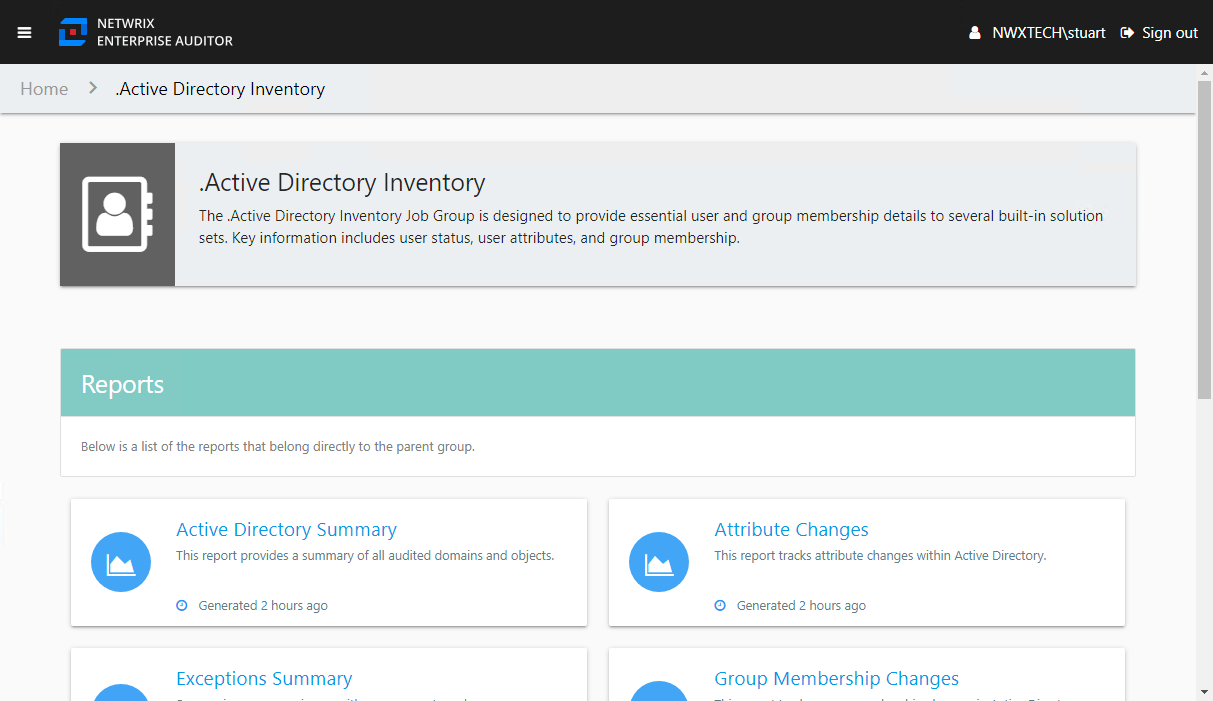 NETWRIX
ENTERPRISE AUDITOR
NWXTECH\stuart
Sign out
Home
.Active Directory Inventory
.Active Directory Inventory
The .Active Directory Inventory Job Group is designed to provide essential user and group membership details to several built-in solution
sets. Key information includes user status, user attributes, and group membership.
Reports
Below is a list of the reports that belong directly to the parent group.
Active Directory Summary
This report provides a summary of all audited domains and objects.
Generated 2 hours ago
Attribute Changes
This report tracks attribute changes within Active Directory.
Generated 2 hours ago
Exceptions Summary
Group Membership Changes